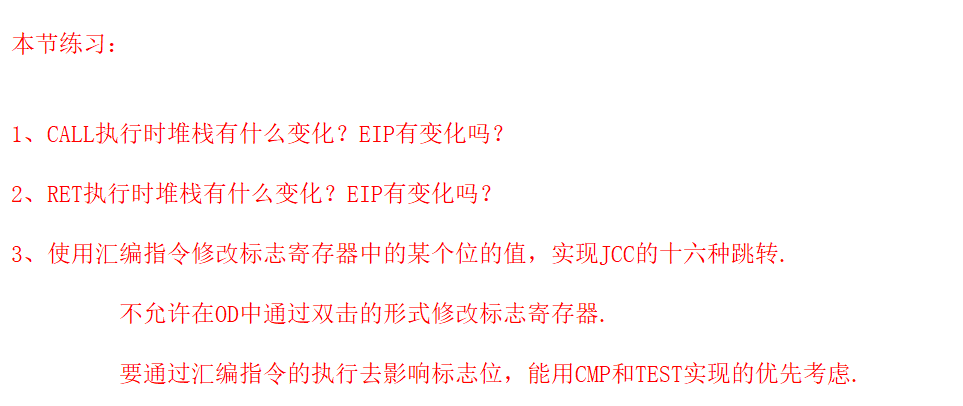 本节练习：
1、CALL执行时堆栈有什么变化？EIP有变化吗？
2、RET执行时堆栈有什么变化？EIP有变化吗？
3、使用汇编指令修改标志寄存器中的某个位的值，实现JCC的十六种跳转.
不允许在OD中通过双击的形式修改标志寄存器.
要通过汇编指令的执行去影响标志位，能用CMP和TEST实现的优先考虑.